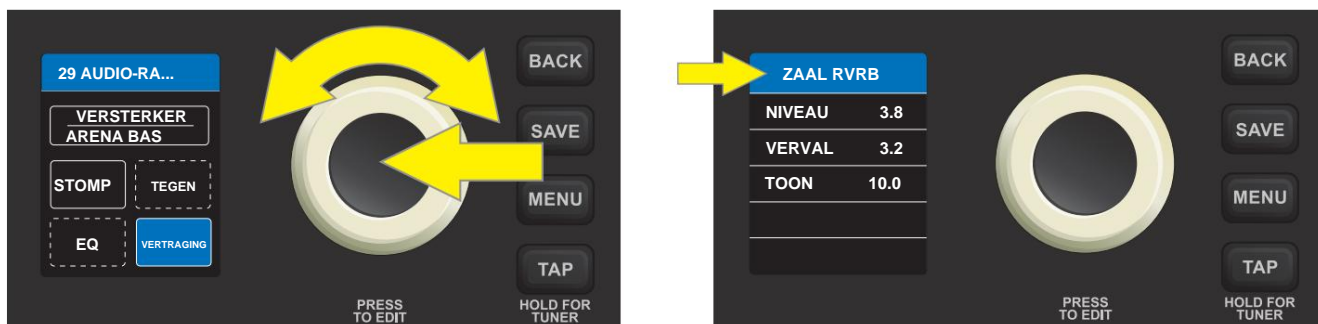 29 AUDIO-RA...
VERSTERKER
ARENA BAS
STOMP
TEGEN
EQ
VERTRAGING
BACK
SAVE
MENU
TAP
PRESS
TO EDIT
HOLD FOR
TUNER
ZAAL RVRB
NIVEAU 3.8
VERVAL 3.2
TOON 10.0
BACK
SAVE
MENU
TAP
PRESS
TO EDIT
HOLD FOR
TUNER